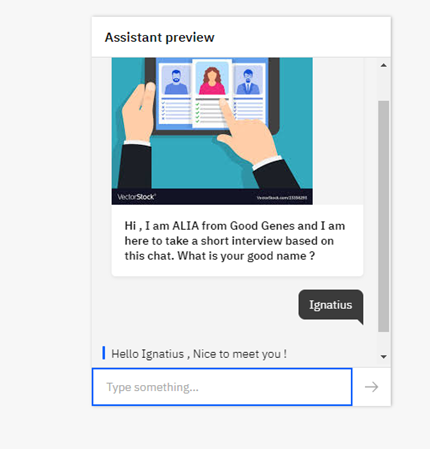 Assistant preview
VectorStock®
VectorStock.com/23398295
Hi , I am ALIA from Good Genes and I am
here to take a short interview based on
this chat. What is your good name ?
Ignatius
Hello Ignatius , Nice to meet you !
Type something...